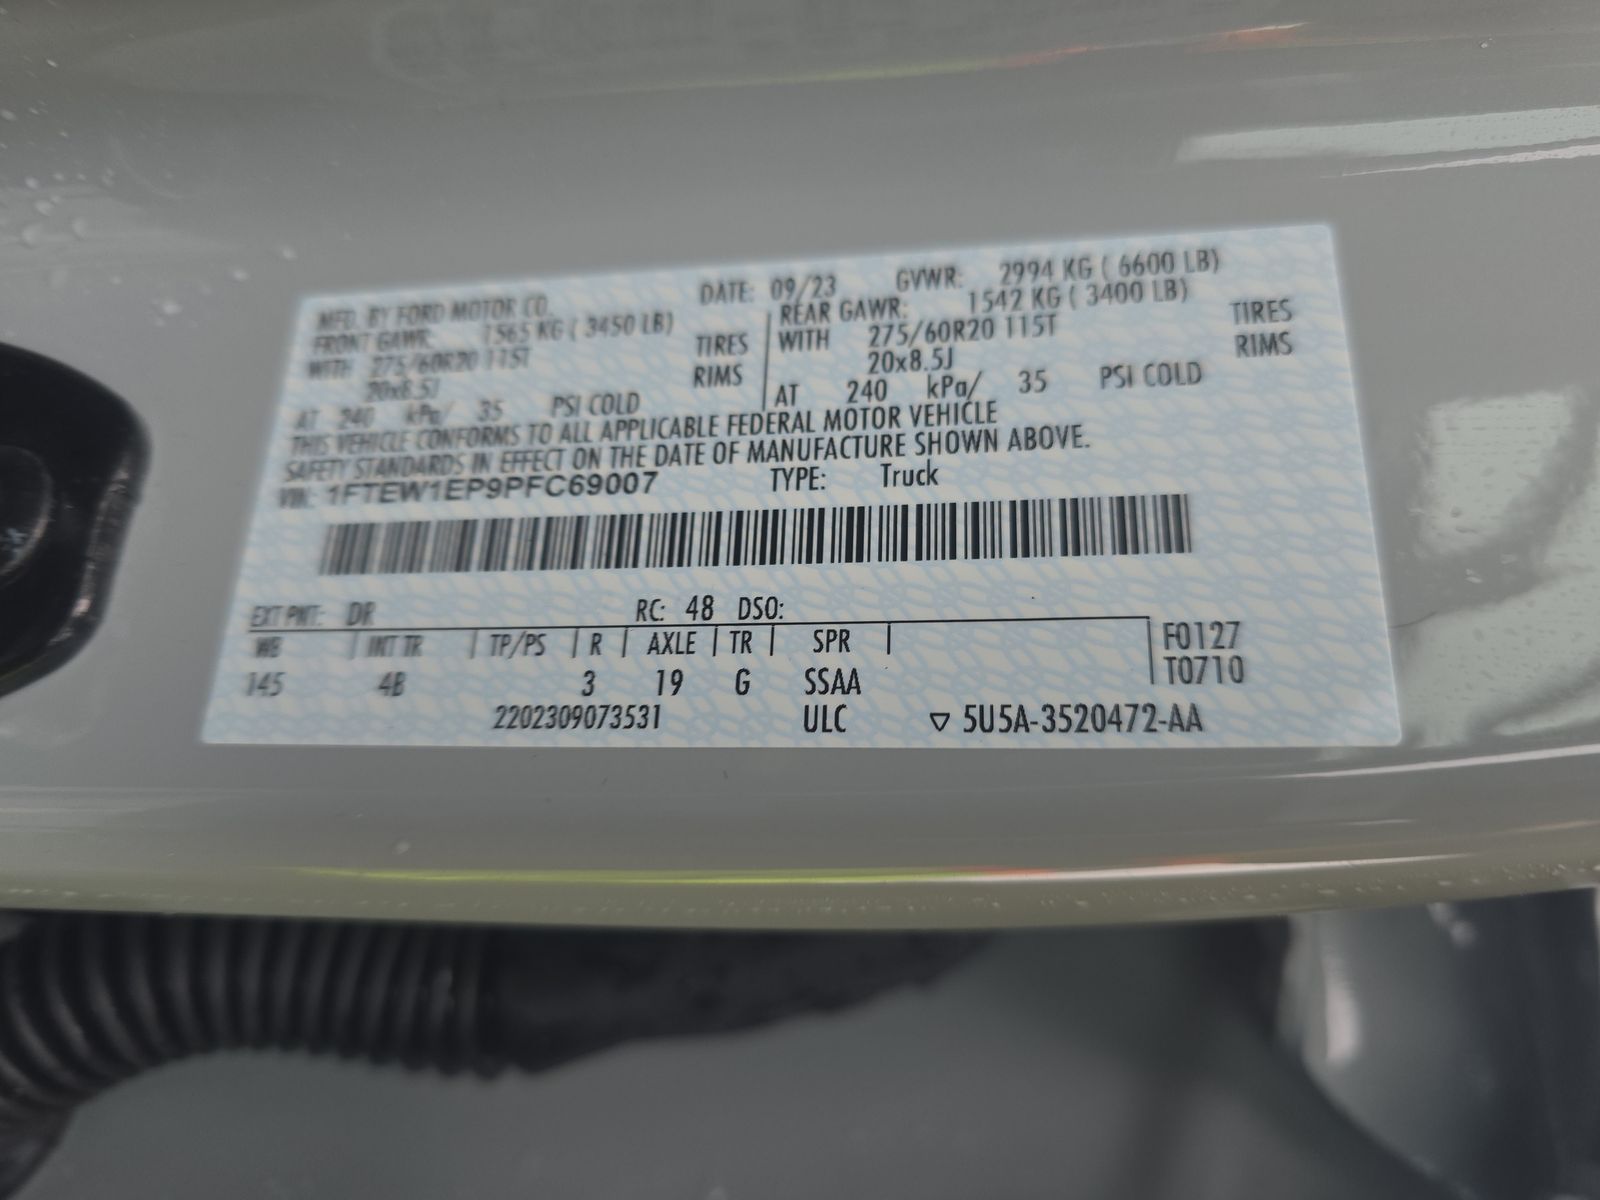 MFD. BY FORD MOTOR CO. DATE: 09/23 GVWR: 2994 KG ( 6600 LB)
FRONT GAWR: 1565 KG ( 3450 LB) REAR GAWR: 1542 KG ( 3400 LB)
WITH 275/60R20 115T TIRES WITH 275/60R20 115T TIRES
20x8.5J RIMS 20x8.5J RIMS
AT 240 kPa/ 35 PSI COLD AT 240 kPa/ 35 PSI COLD
THIS VEHICLE CONFORMS TO ALL APPLICABLE FEDERAL MOTOR VEHICLE
SAFETY STANDARDS IN EFFECT ON THE DATE OF MANUFACTURE SHOWN ABOVE.
VIN: 1FTEW1EP9PFC69007 TYPE: Truck
EXT PNT: DR RC: 48 DSO:
WB INT TR TP/PS R AXLE TR SPR F0127
145 4B 3 19 G SSAA T0710
2202309073531 ULC ▽ 5U5A-3520472-AA